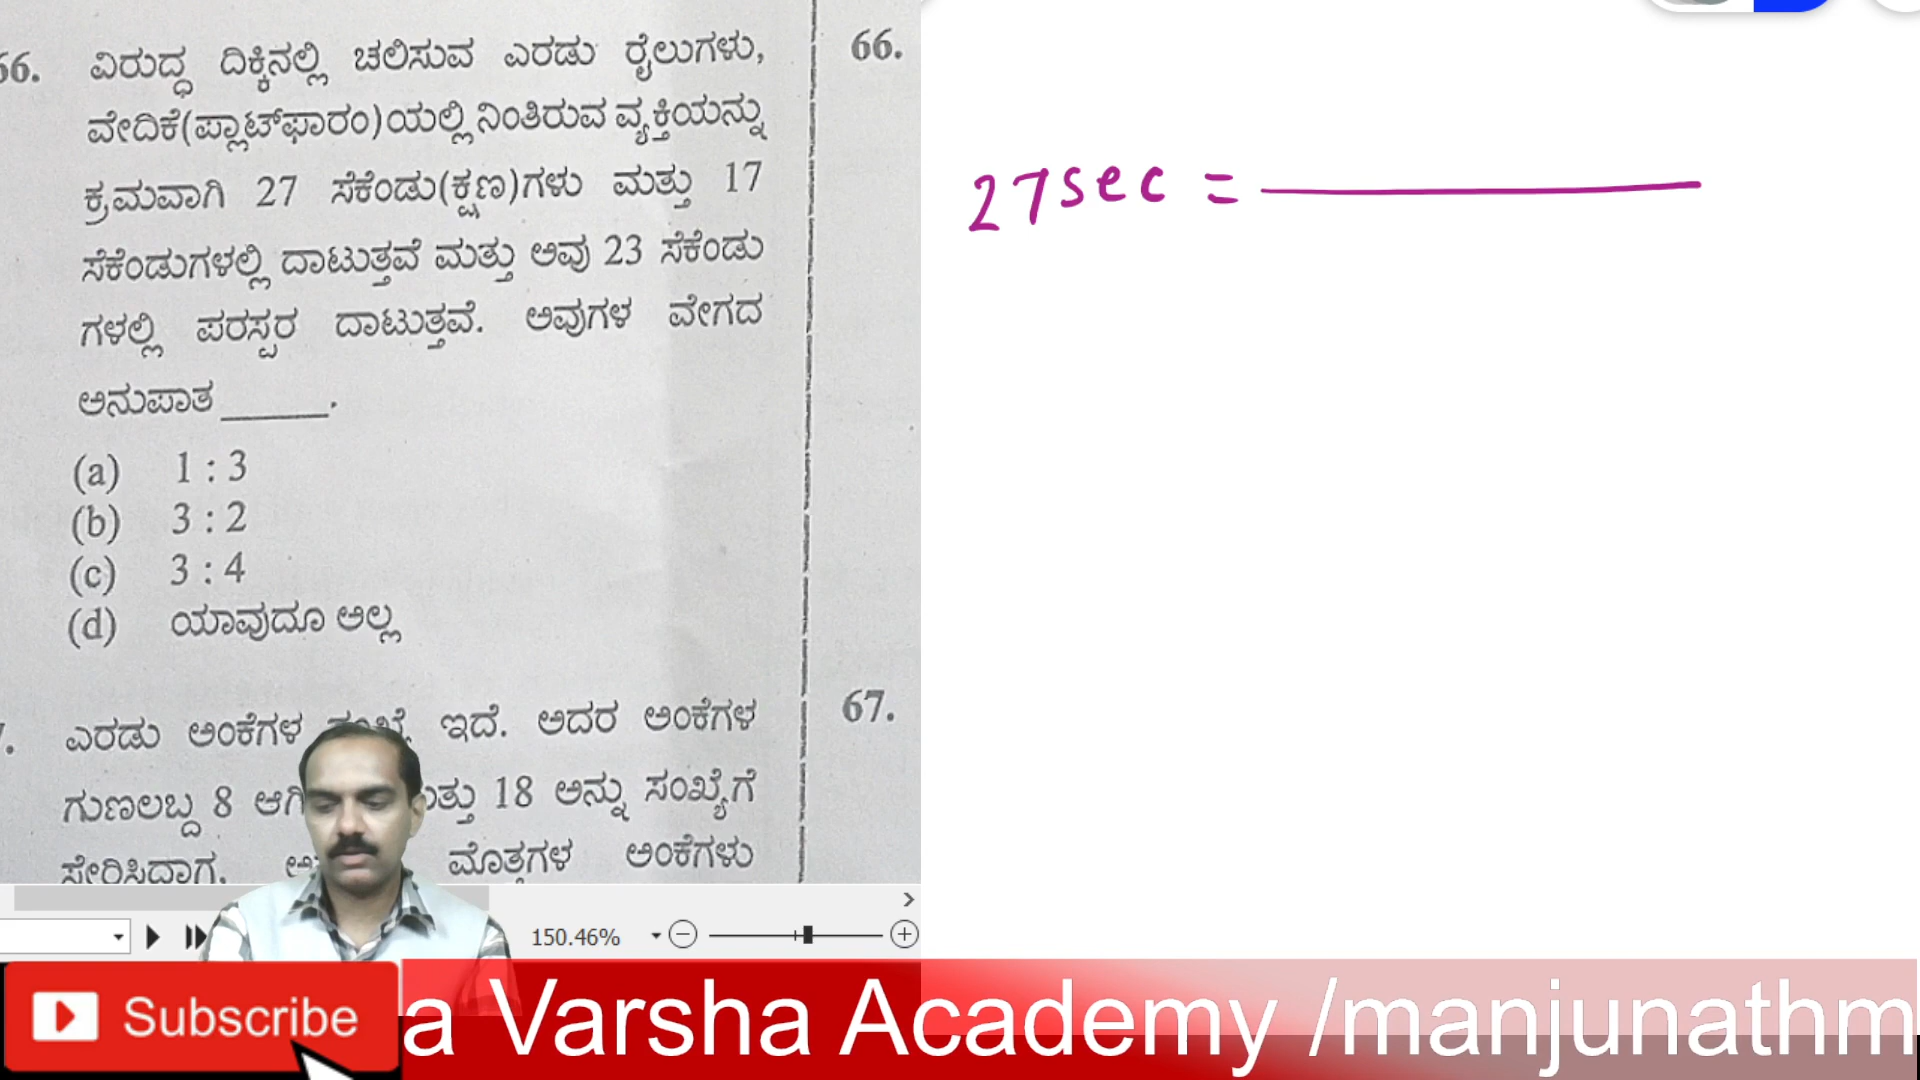 66. ವಿರುದ್ಧ ದಿಕ್ಕಿನಲ್ಲಿ ಚಲಿಸುವ ಎರಡು ರೈಲುಗಳು,
ವೇದಿಕೆ(ಪ್ಲಾಟ್‌ಫಾರಂ)ಯಲ್ಲಿ ನಿಂತಿರುವ ವ್ಯಕ್ತಿಯನ್ನು
ಕ್ರಮವಾಗಿ 27 ಸೆಕೆಂಡು(ಕ್ಷಣ)ಗಳು ಮತ್ತು 17
ಸೆಕೆಂಡುಗಳಲ್ಲಿ ದಾಟುತ್ತವೆ ಮತ್ತು ಅವು 23 ಸೆಕೆಂಡು
ಗಳಲ್ಲಿ ಪರಸ್ಪರ ದಾಟುತ್ತವೆ. ಅವುಗಳ ವೇಗದ
ಅನುಪಾತ _____.
(a) 1 : 3
(b) 3 : 2
(c) 3 : 4
(d) ಯಾವುದೂ ಅಲ್ಲ
ಎರಡು ಅಂಕೆಗಳ ಇದೆ. ಅದರ ಅಂಕೆಗಳ
ಗುಣಲಬ್ದ 8 18 ಅನ್ನು ಸಂಖ್ಯೆಗೆ
ಸೇರಿಸಿದಾಗ, ಮೊತ್ತಗಳ ಅಂಕೆಗಳು
66.
67.
27sec =
150.46%
Subscribe
a Varsha Academy /manjunathm